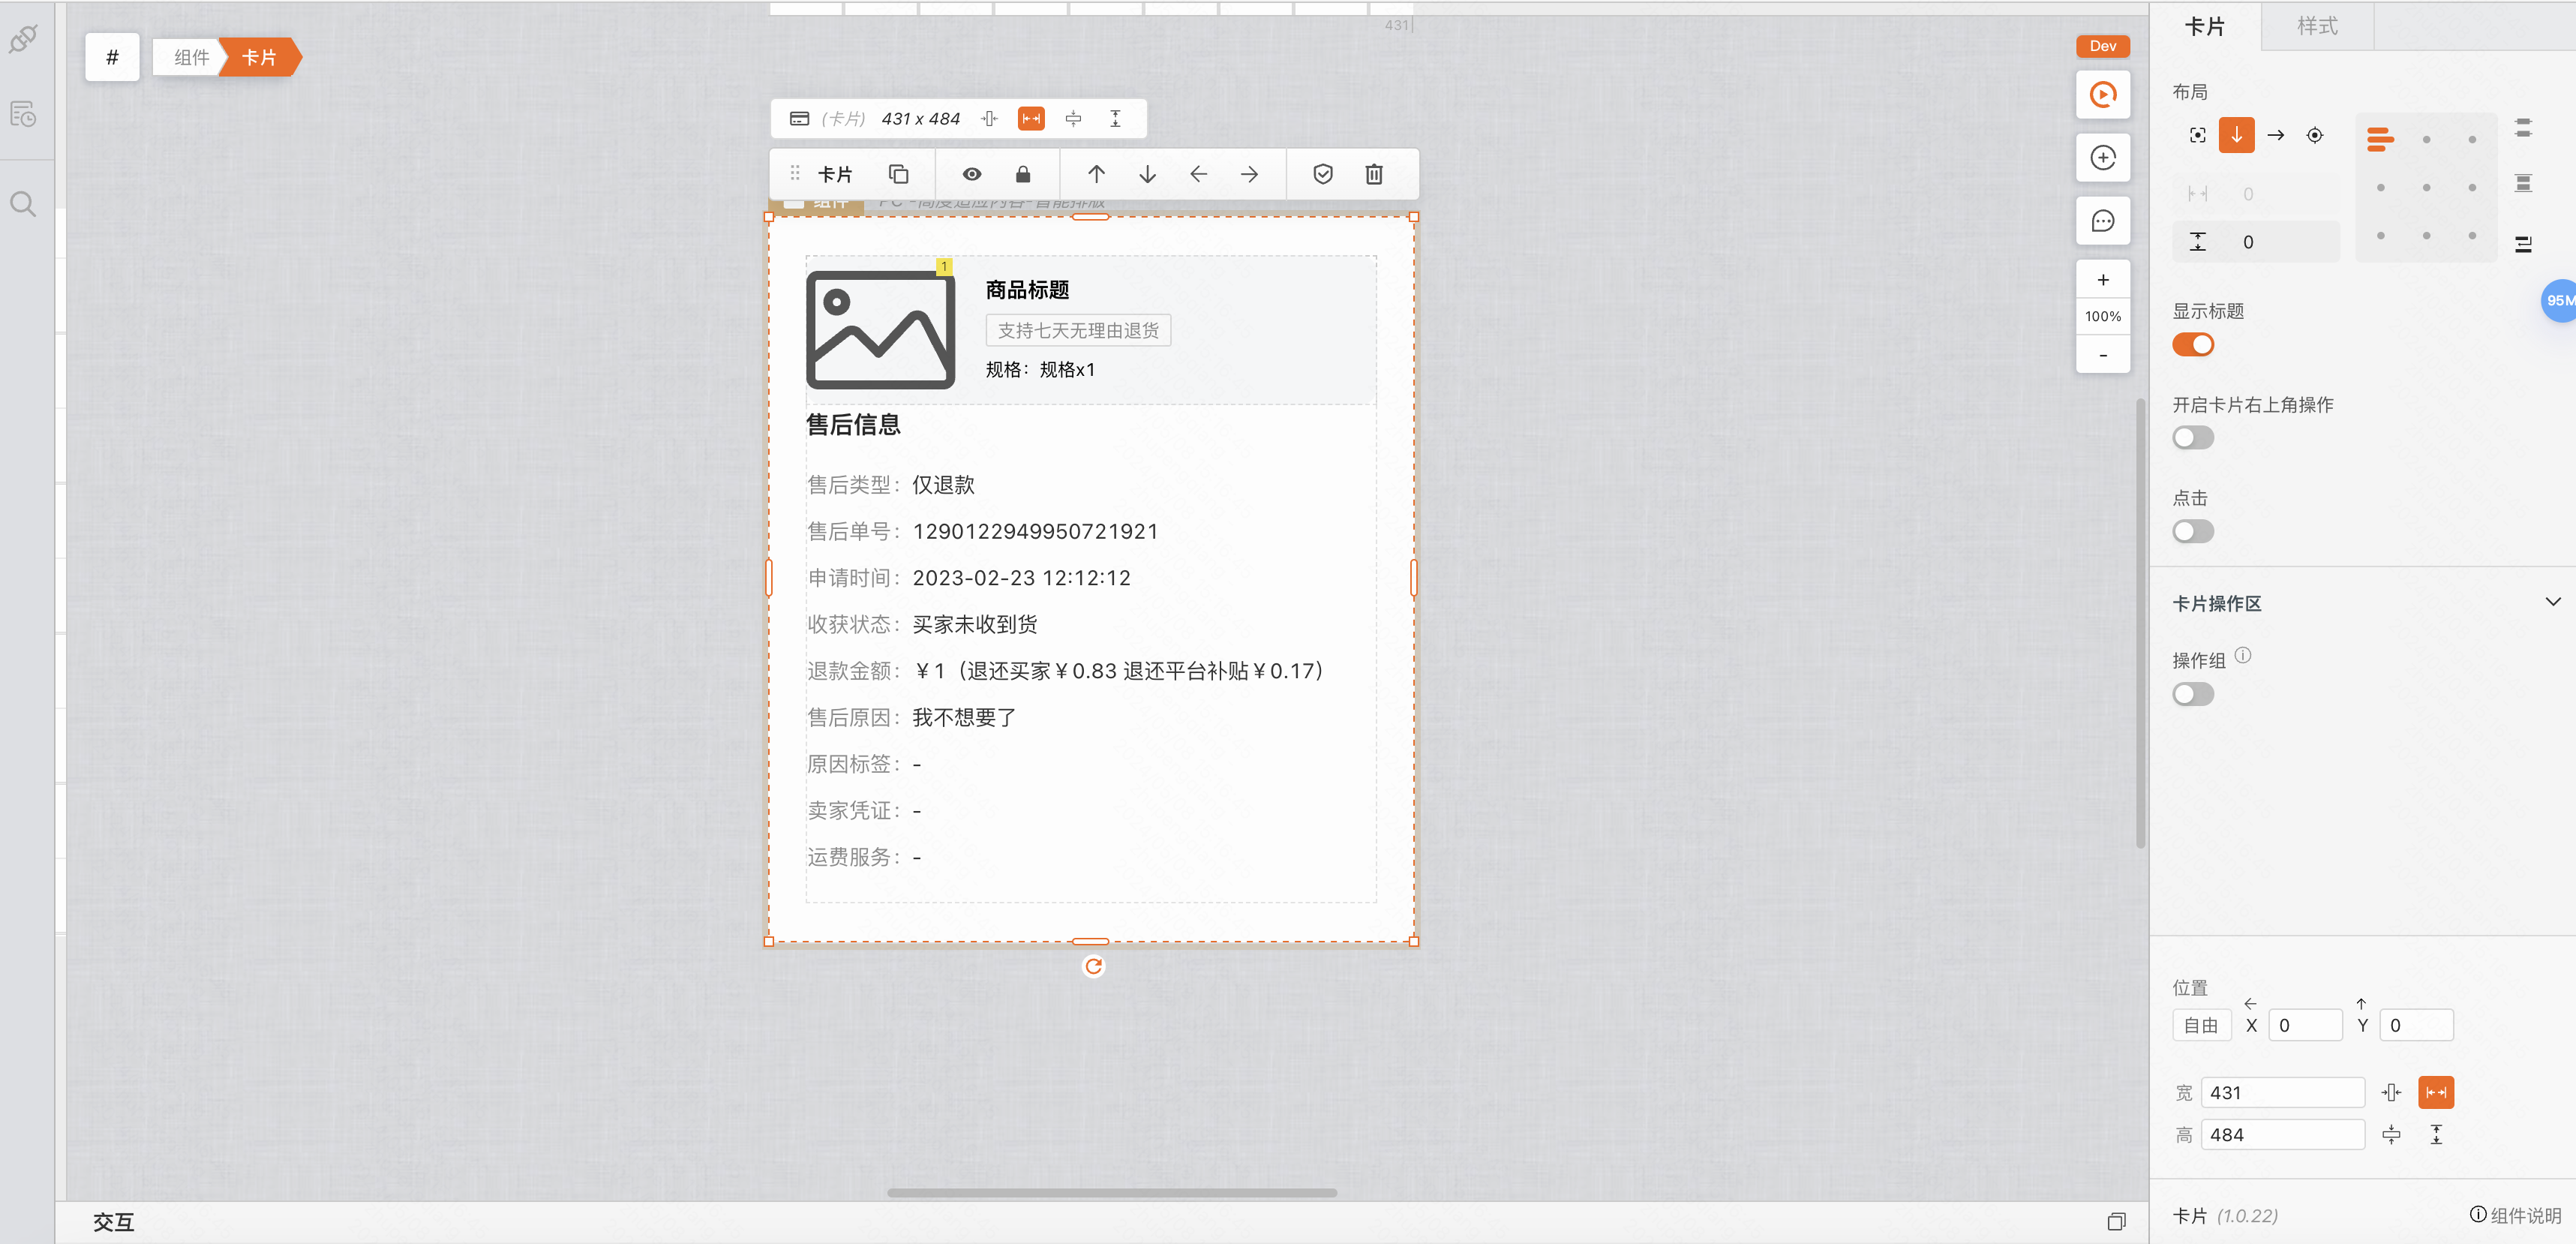 431
# 组件 卡片
Dev
(卡片) 431 x 484
卡片
组件 PC -高度适应内容-智能排版
1
商品标题
支持七天无理由退货
规格：规格x1
售后信息
售后类型：仅退款
售后单号：1290122949950721921
申请时间：2023-02-23 12:12:12
收获状态：买家未收到货
退款金额：￥1（退还买家￥0.83 退还平台补贴￥0.17）
售后原因：我不想要了
原因标签：-
卖家凭证：-
运费服务：-
+
100%
-
交互
卡片 样式
布局
0
0
95M
显示标题
开启卡片右上角操作
点击
卡片操作区
操作组
位置
自由 X 0 Y 0
宽 431
高 484
卡片 (1.0.22) 组件说明